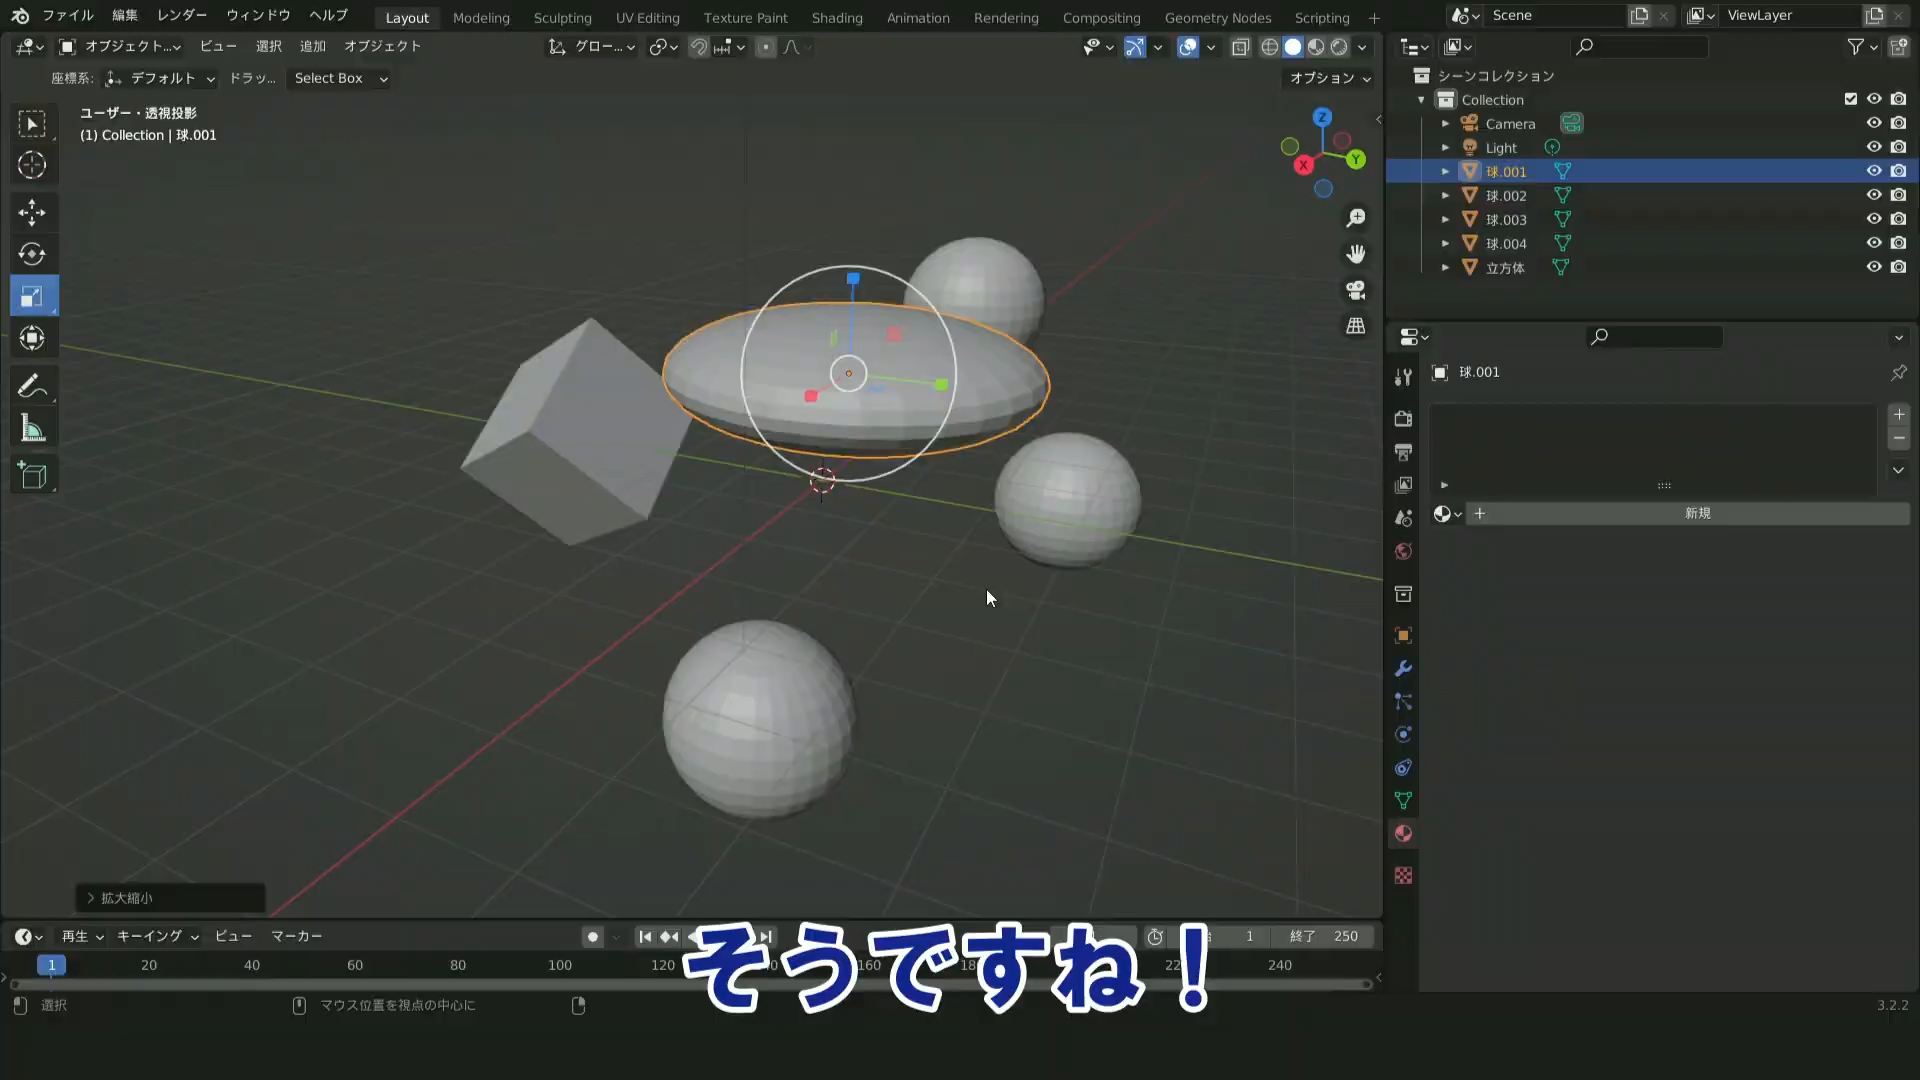 ファイル 編集 レンダー ウィンドウ ヘルプ Layout Modeling Sculpting UV Editing Texture Paint Shading Animation Rendering Compositing Geometry Nodes Scripting + Scene ViewLayer
オブジェクト... ビュー 選択 追加 オブジェクト グロー...
座標系: デフォルト ドラッ... Select Box オプション
ユーザー・透視投影
(1) Collection | 球.001
Z
Y
X
シーンコレクション
Collection
Camera
Light
球.001
球.002
球.003
球.004
立方体
球.001
新規
拡大縮小
再生 キーイング ビュー マーカー 1 終了 250
1 20 40 60 80 100 120 160 240
そうですね！
選択 マウス位置を視点の中心に 3.2.2